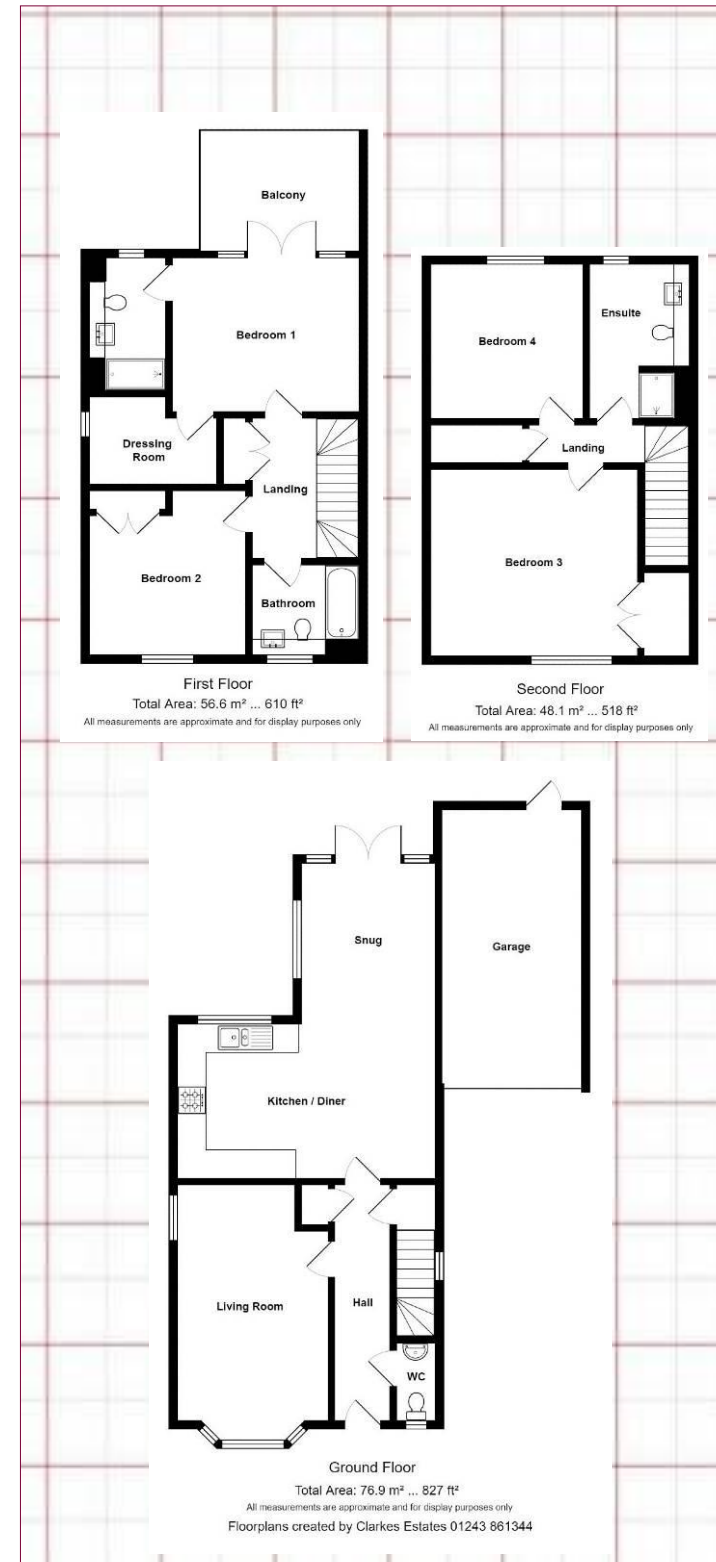 Balcony
Bedroom 1
Dressing
Room
Landing
Bedroom 2
Bathroom
First Floor
Total Area: 56.6 m² ... 610 ft²
All measurements are approximate and for display purposes only
Ensuite
Bedroom 4
Landing
Bedroom 3
Second Floor
Total Area: 48.1 m² ... 518 ft²
All measurements are approximate and for display purposes only
Snug
Garage
Kitchen / Diner
Living Room
Hall
WC
Ground Floor
Total Area: 76.9 m² ... 827 ft²
All measurements are approximate and for display purposes only
Floorplans created by Clarkes Estates 01243 861344